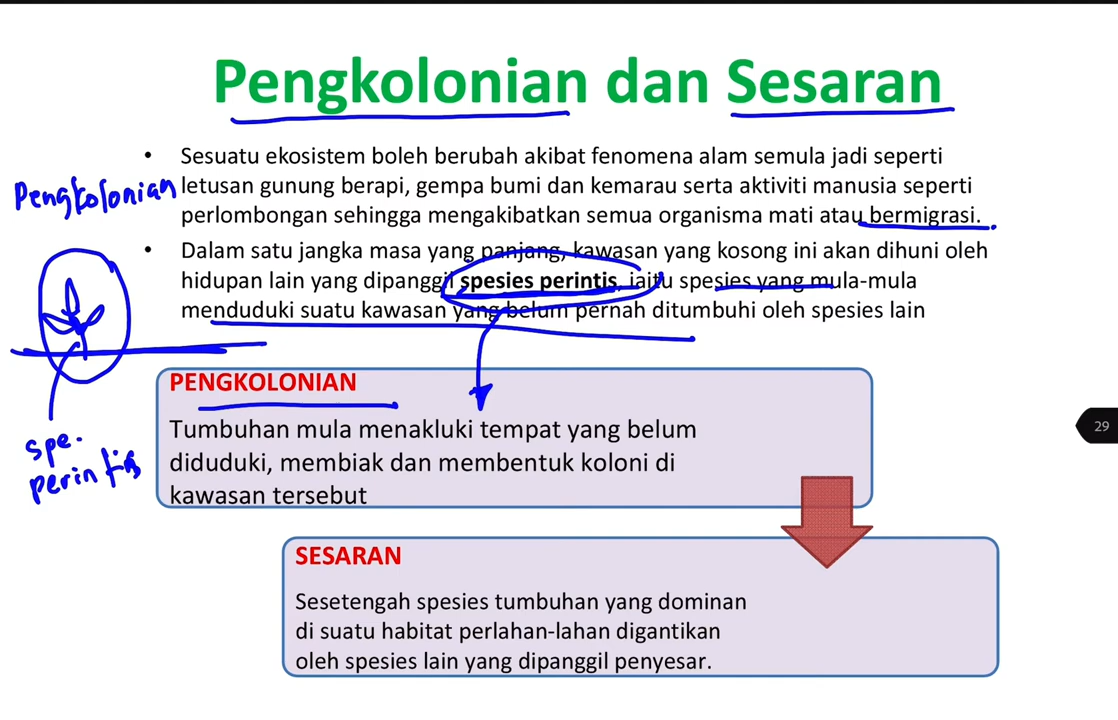 Pengkolonian dan Sesaran
• Sesuatu ekosistem boleh berubah akibat fenomena alam semula jadi seperti
letusan gunung berapi, gempa bumi dan kemarau serta aktiviti manusia seperti
perlombongan sehingga mengakibatkan semua organisma mati atau bermigrasi.
• Dalam satu jangka masa yang panjang, kawasan yang kosong ini akan dihuni oleh
hidupan lain yang dipanggil spesies perintis, iaitu spesies yang mula-mula
menduduki suatu kawasan yang belum pernah ditumbuhi oleh spesies lain
Pengkolonian
spe.
perintis
PENGKOLONIAN
Tumbuhan mula menakluki tempat yang belum
diduduki, membiak dan membentuk koloni di
kawasan tersebut
29
SESARAN
Sesetengah spesies tumbuhan yang dominan
di suatu habitat perlahan-lahan digantikan
oleh spesies lain yang dipanggil penyesar.